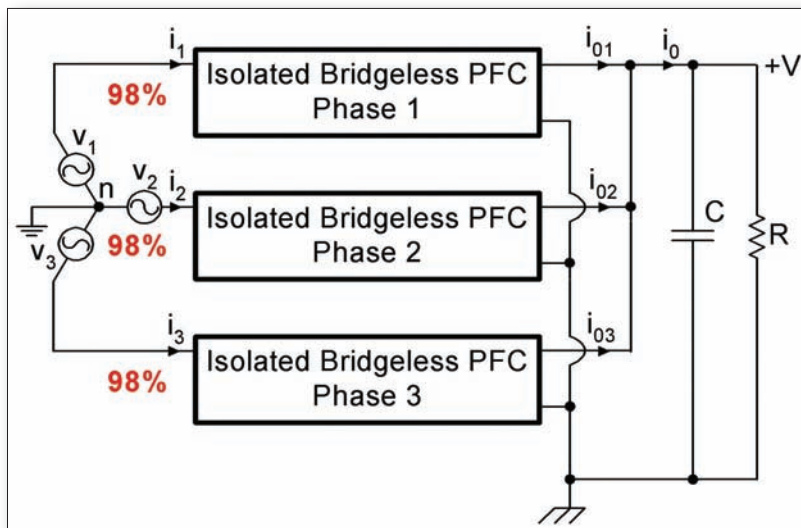 i1
i01
i0
+V
Isolated Bridgeless PFC
Phase 1
98%
v1
n
v2
i2
i02
Isolated Bridgeless PFC
Phase 2
C
R
v3
98%
i3
i03
Isolated Bridgeless PFC
Phase 3
98%